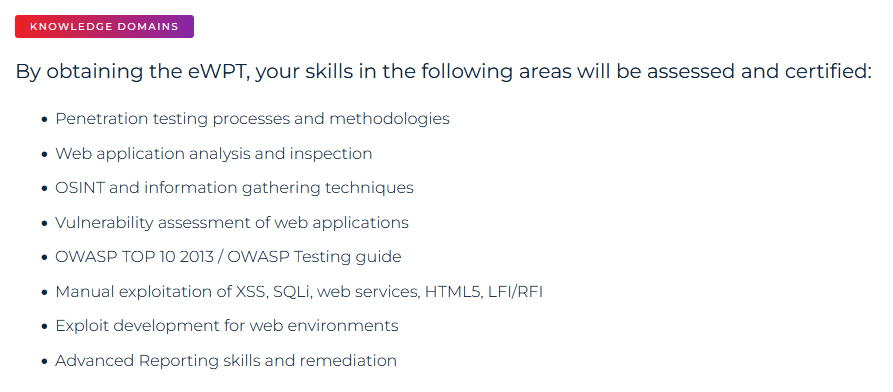 KNOWLEDGE DOMAINS
By obtaining the eWPT, your skills in the following areas will be assessed and certified:
• Penetration testing processes and methodologies
• Web application analysis and inspection
• OSINT and information gathering techniques
• Vulnerability assessment of web applications
• OWASP TOP 10 2013 / OWASP Testing guide
• Manual exploitation of XSS, SQLi, web services, HTML5, LFI/RFI
• Exploit development for web environments
• Advanced Reporting skills and remediation